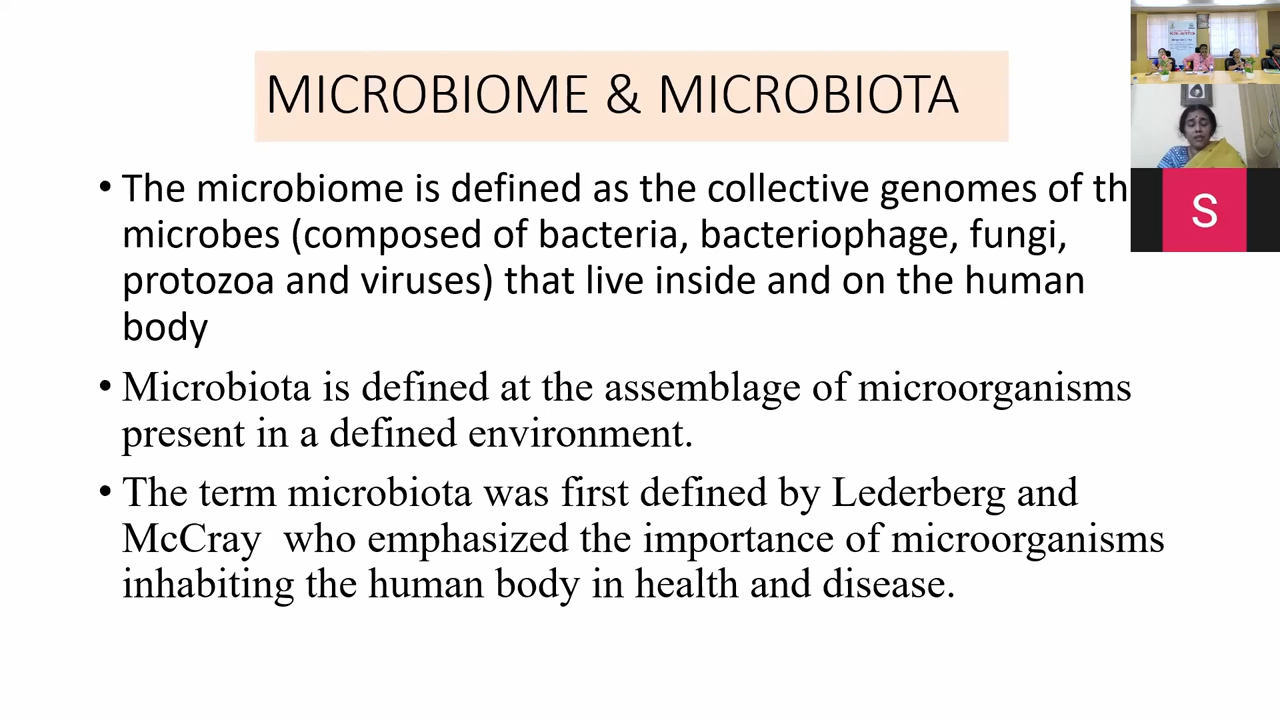 MICROBIOME & MICROBIOTA
• The microbiome is defined as the collective genomes of th
microbes (composed of bacteria, bacteriophage, fungi,
protozoa and viruses) that live inside and on the human
body
• Microbiota is defined at the assemblage of microorganisms
present in a defined environment.
• The term microbiota was first defined by Lederberg and
McCray who emphasized the importance of microorganisms
inhabiting the human body in health and disease.
S